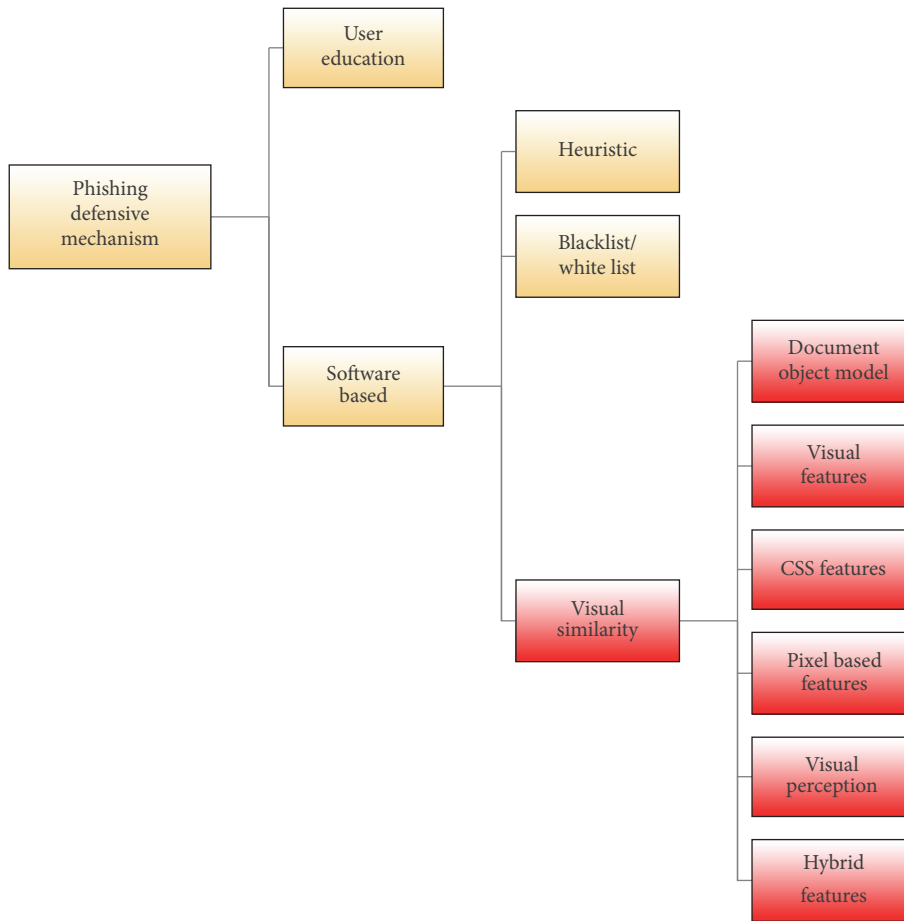 User
education
Phishing
defensive
mechanism
Software
based
Heuristic
Blacklist/
white list
Visual
similarity
Document
object model
Visual
features
CSS features
Pixel based
features
Visual
perception
Hybrid
features